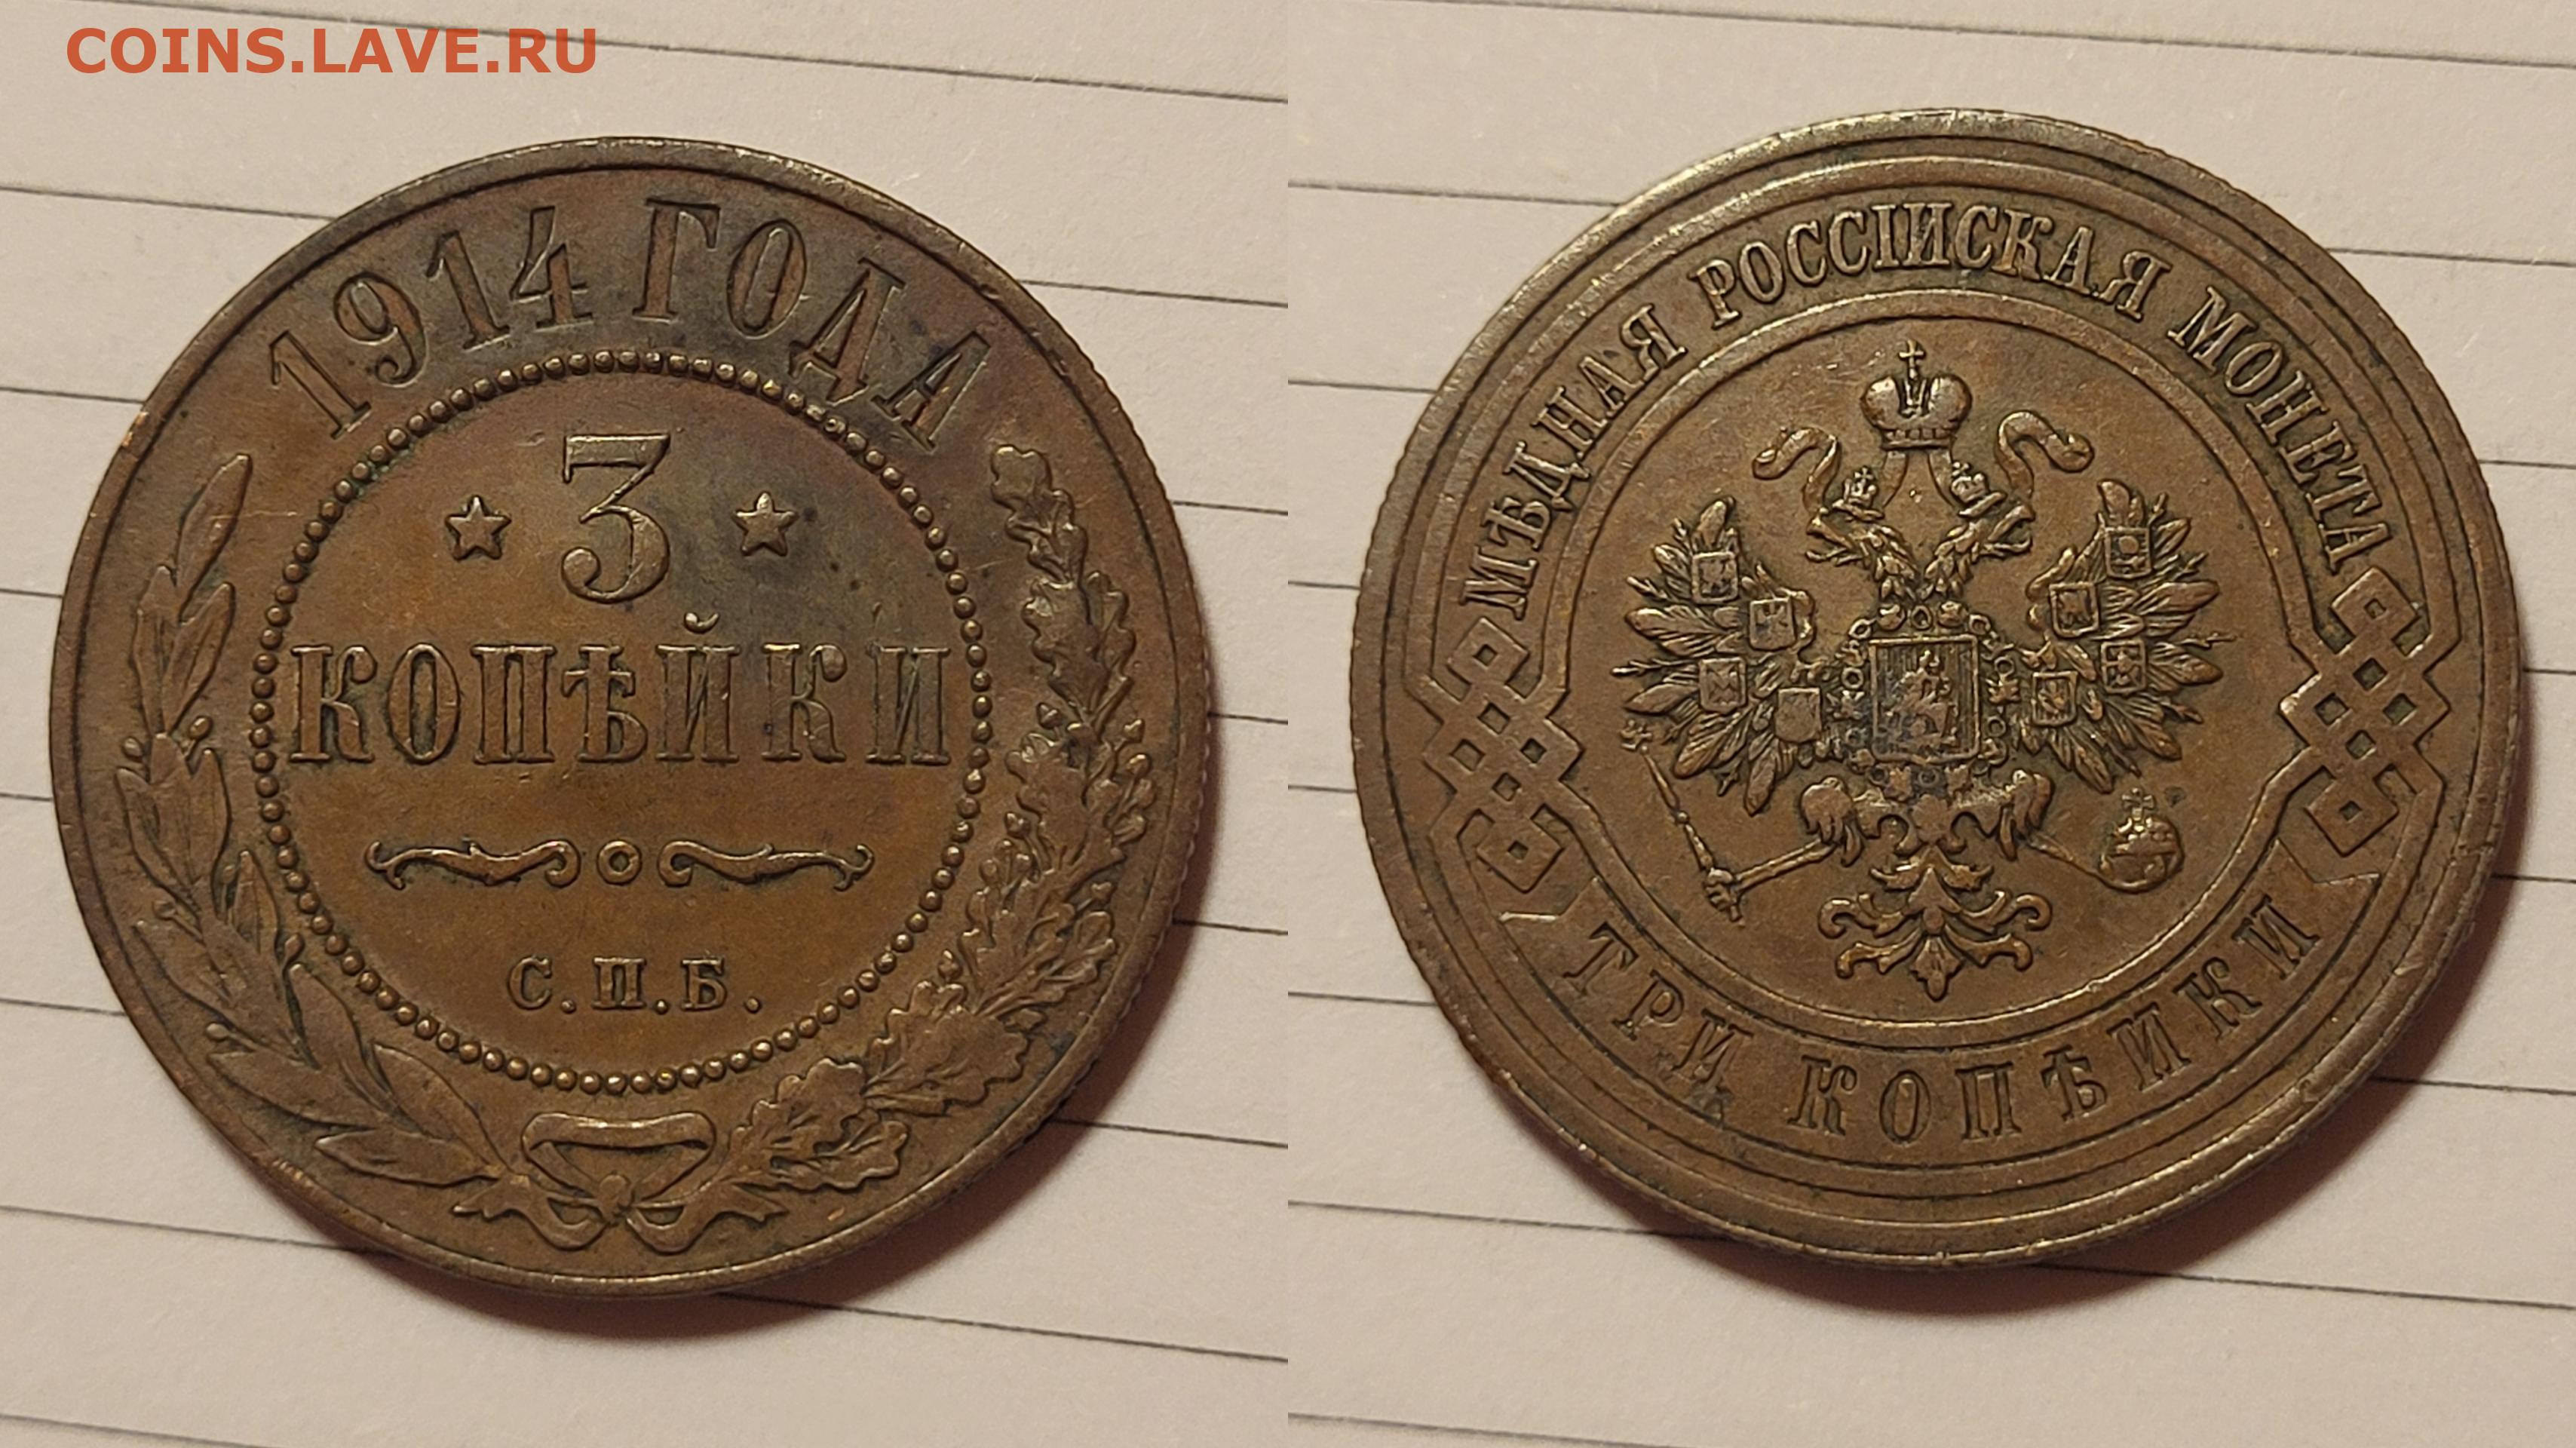 COINS.LAVE.RU
1914 ГОДА
3
КОПѢЙКИ
С.П.Б.
МѢДНАЯ РОССІЙСКАЯ МОНЕТА
ТРИ КОПѢЙКИ